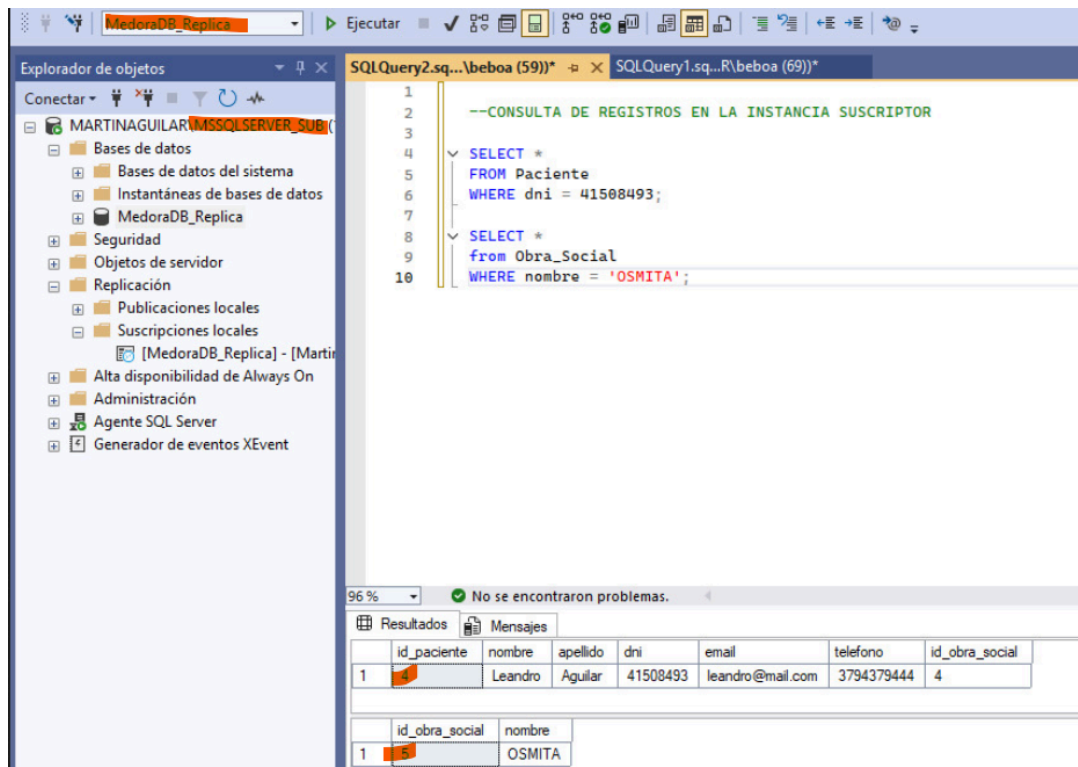 MedoraDB_Replica
Ejecutar
Explorador de objetos
Conectar
MARTINAGUILAR\MSSQLSERVER_SUB (
Bases de datos
Bases de datos del sistema
Instantáneas de bases de datos
MedoraDB_Replica
Seguridad
Objetos de servidor
Replicación
Publicaciones locales
Suscripciones locales
[MedoraDB_Replica] - [Martin
Alta disponibilidad de Always On
Administración
Agente SQL Server
Generador de eventos XEvent
SQLQuery2.sq...\beboa (59))* SQLQuery1.sq...R\beboa (69))*
1
2 --CONSULTA DE REGISTROS EN LA INSTANCIA SUSCRIPTOR
3
4 SELECT *
5 FROM Paciente
6 WHERE dni = 41508493;
7
8 SELECT *
9 from Obra_Social
10 WHERE nombre = 'OSMITA';
96 % No se encontraron problemas.
Resultados Mensajes
id_paciente nombre apellido dni email telefono id_obra_social
1 4 Leandro Aguilar 41508493 leandro@mail.com 3794379444 4
id_obra_social nombre
1 5 OSMITA